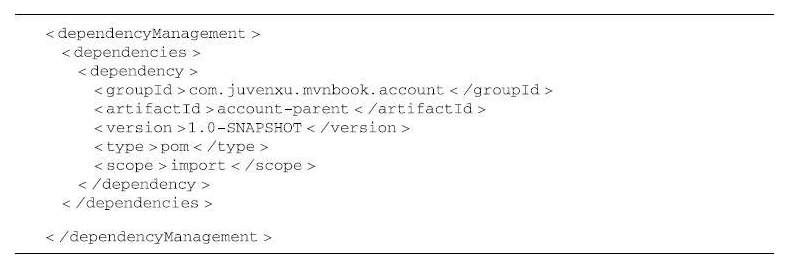 <dependencyManagement >
  <dependencies >
    <dependency >
      <groupId >com.juvenxu.mvnbook.account </groupId >
      <artifactId >account-parent </artifactId >
      <version >1.0-SNAPSHOT </version >
      <type >pom </type >
      <scope >import </scope >
    </dependency >
  </dependencies >
</dependencyManagement >